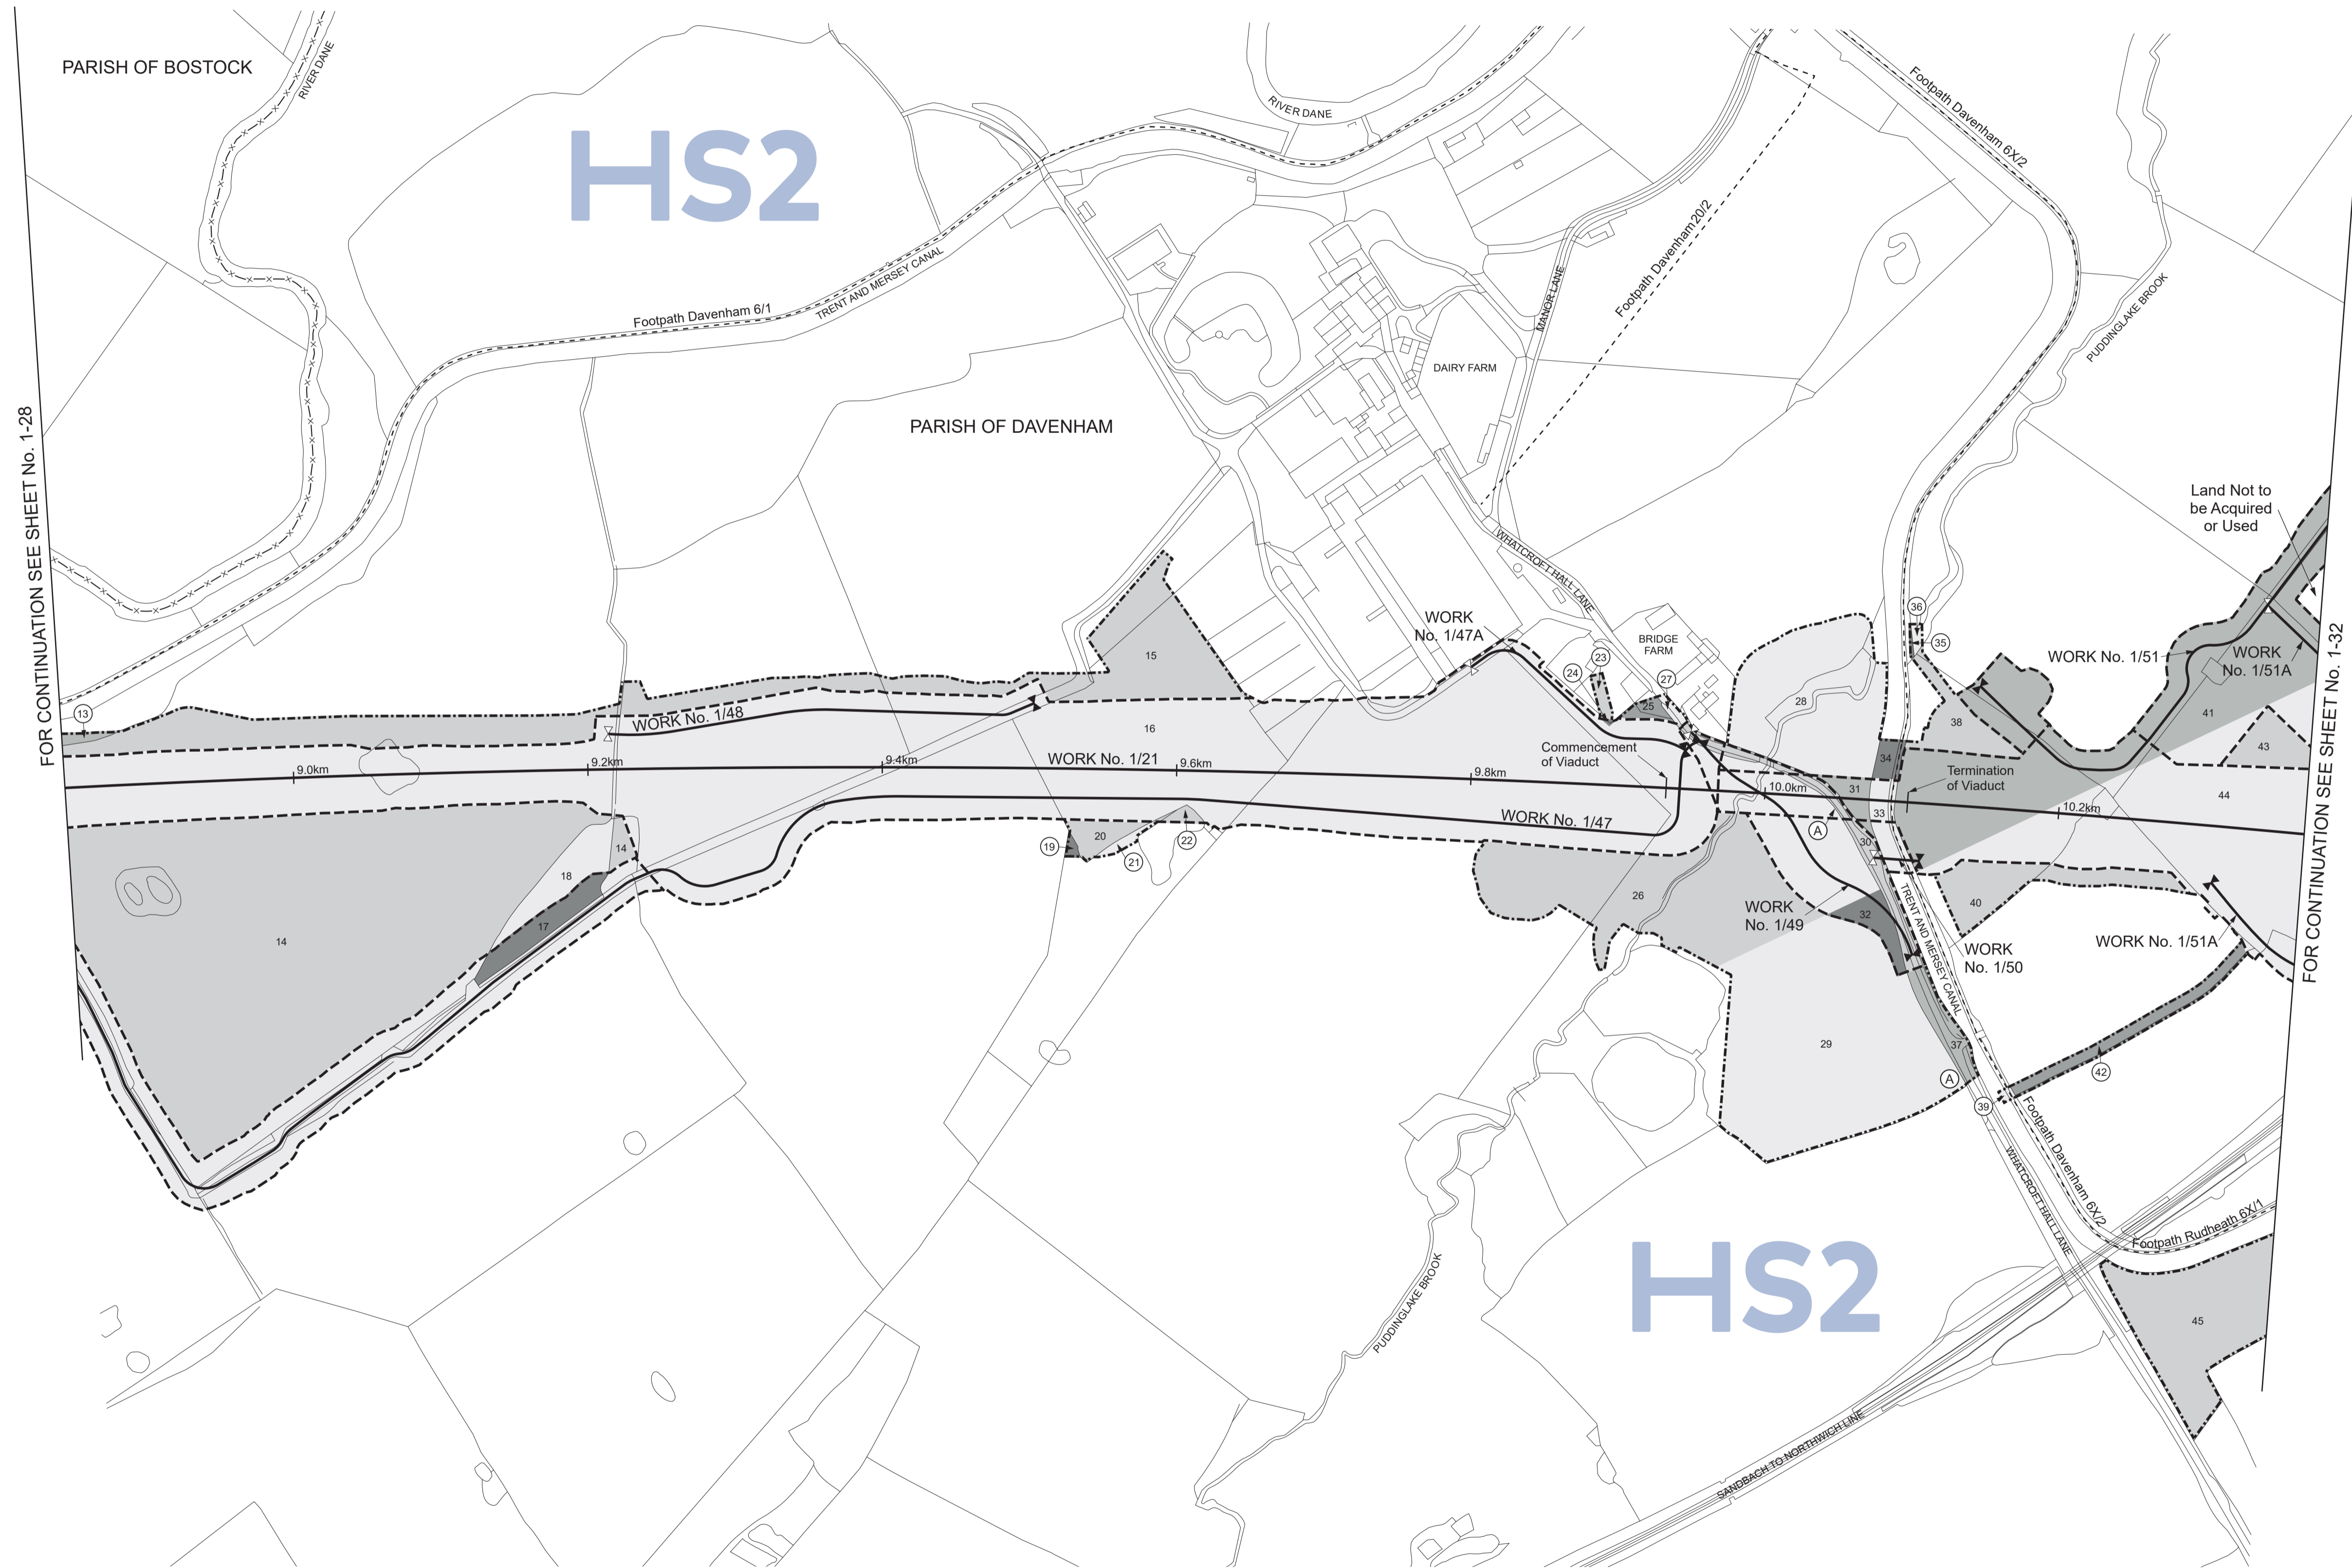 PARISH OF BOSTOCK
RIVER DANE
HS2
RIVER DANE
Footpath Davenham 6X/2
Footpath Davenham 6/1
TRENT AND MERSEY CANAL
MANOR LANE
Footpath Davenham20/2
PUDDINGLAKE BROOK
DAIRY FARM
PARISH OF DAVENHAM
FOR CONTINUATION SEE SHEET No. 1-28
Land Not to
be Acquired
or Used
WHATCROFT HALL LANE
WORK
No. 1/47A
BRIDGE
FARM
36
35
15
23
24
27
25
28
WORK No. 1/51
WORK
No. 1/51A
13
WORK No. 1/48
16
38
41
43
Commencement
of Viaduct
WORK No. 1/21
9.0km
9.2km
9.4km
9.6km
9.8km
10.0km
10.2km
34
Termination
of Viaduct
31
33
44
A
WORK No. 1/47
19
20
21
22
30
14
18
17
14
26
WORK
No. 1/49
32
40
WORK No. 1/51A
WORK
No. 1/50
TRENT AND MERSEY CANAL
FOR CONTINUATION SEE SHEET No. 1-32
29
37
A
42
39
Footpath Davenham 6X/2
WHATCROFT HALL LANE
Footpath Rudheath 6X/1
PUDDINGLAKE BROOK
HS2
45
SANDBACH TO NORTHWICH LINE